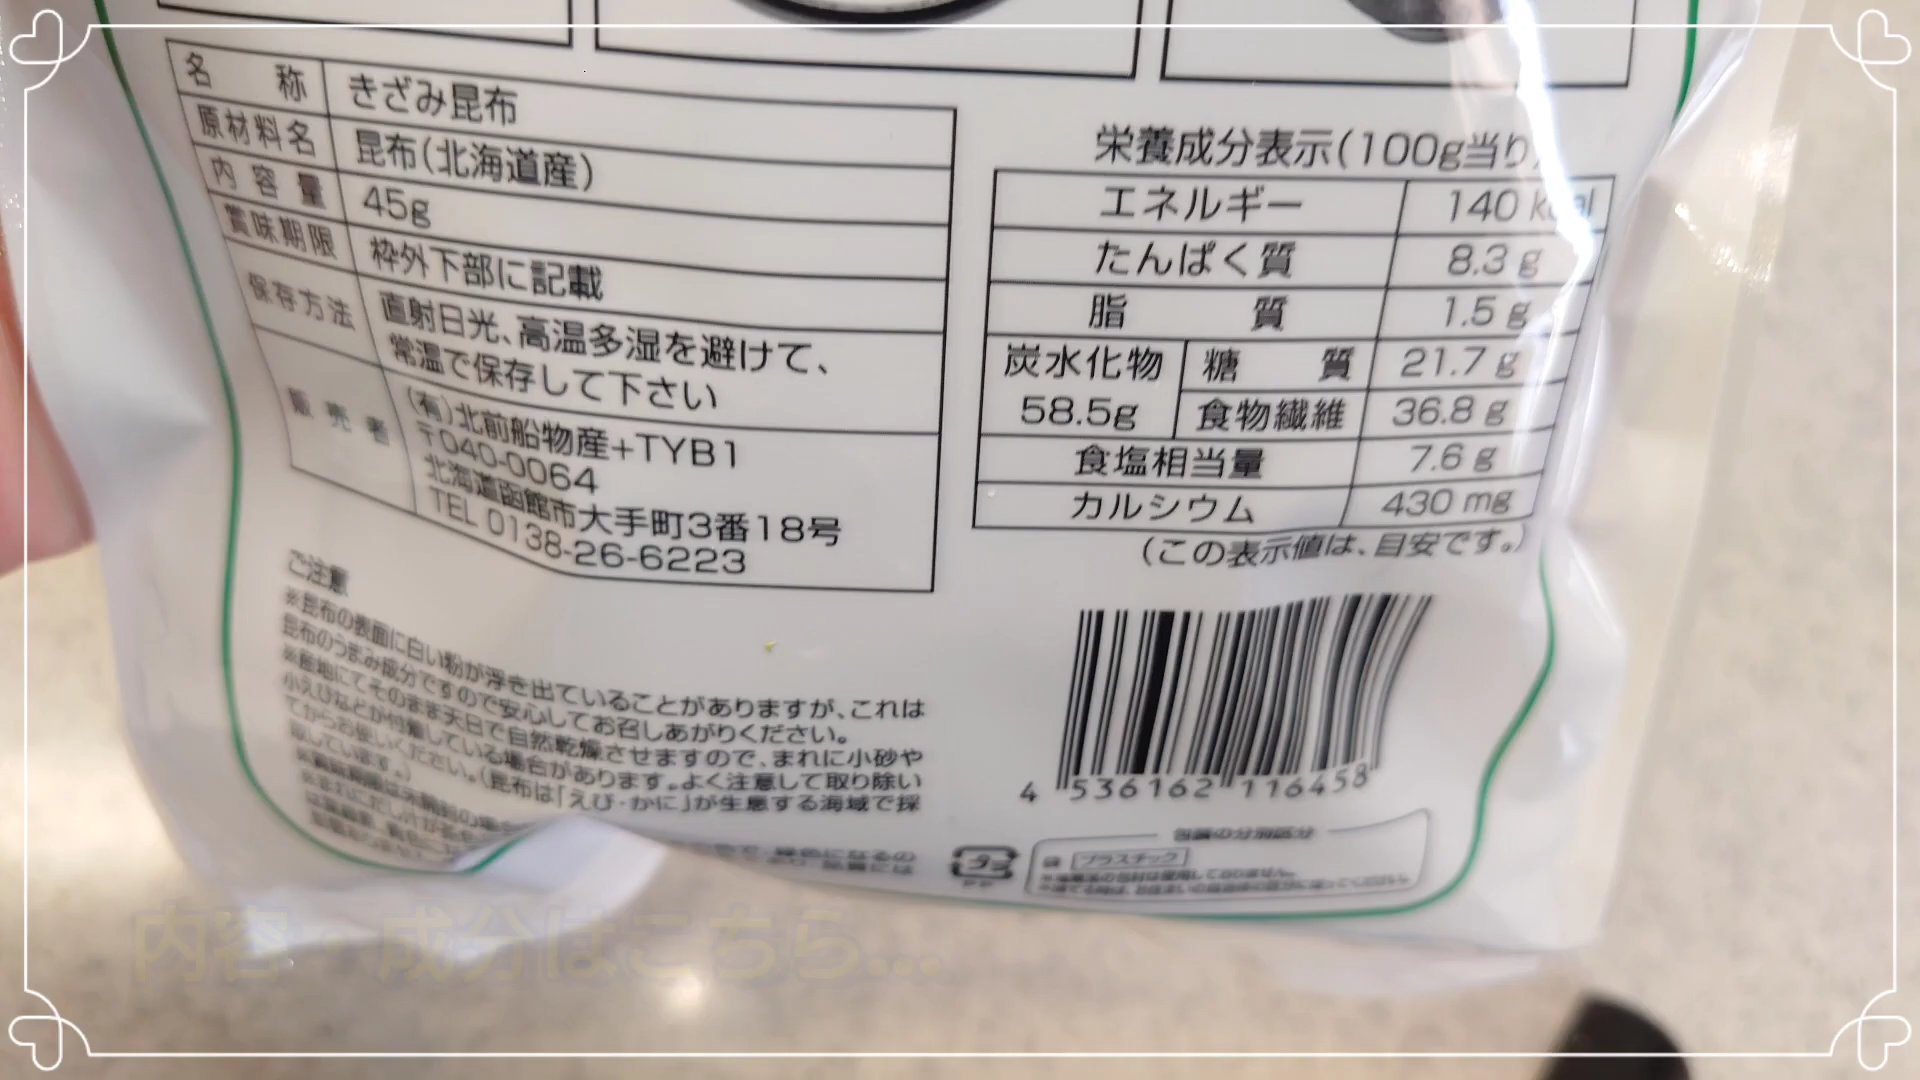 名称 きざみ昆布
原材料名 昆布(北海道産)
内容量 45g
賞味期限 枠外下部に記載
保存方法 直射日光、高温多湿を避けて、
常温で保存して下さい
販売者 (有)北前船物産+TYB1
〒040-0064
北海道函館市大手町3番18号
TEL 0138-26-6223
ご注意
※昆布の表面に白い粉が浮き出ていることがありますが、これは
昆布のうまみ成分ですので安心してお召しあがりください。
※産地にてそのまま天日で自然乾燥させますので、まれに小砂や
小えびなどが付着している場合があります。よく注意して取り除い
てからお使いください。(昆布は「えび・かに」が生息する海域で採
取しています。)
栄養成分表示(100g当り)
エネルギー 140 kcal
たんぱく質 8.3 g
脂質 1.5 g
炭水化物 58.5g 糖質 21.7 g
食物繊維 36.8 g
食塩相当量 7.6 g
カルシウム 430 mg
(この表示値は、目安です。)
4 536162 116458
包装の分別区分
袋 プラスチック
内容・成分はこちら...